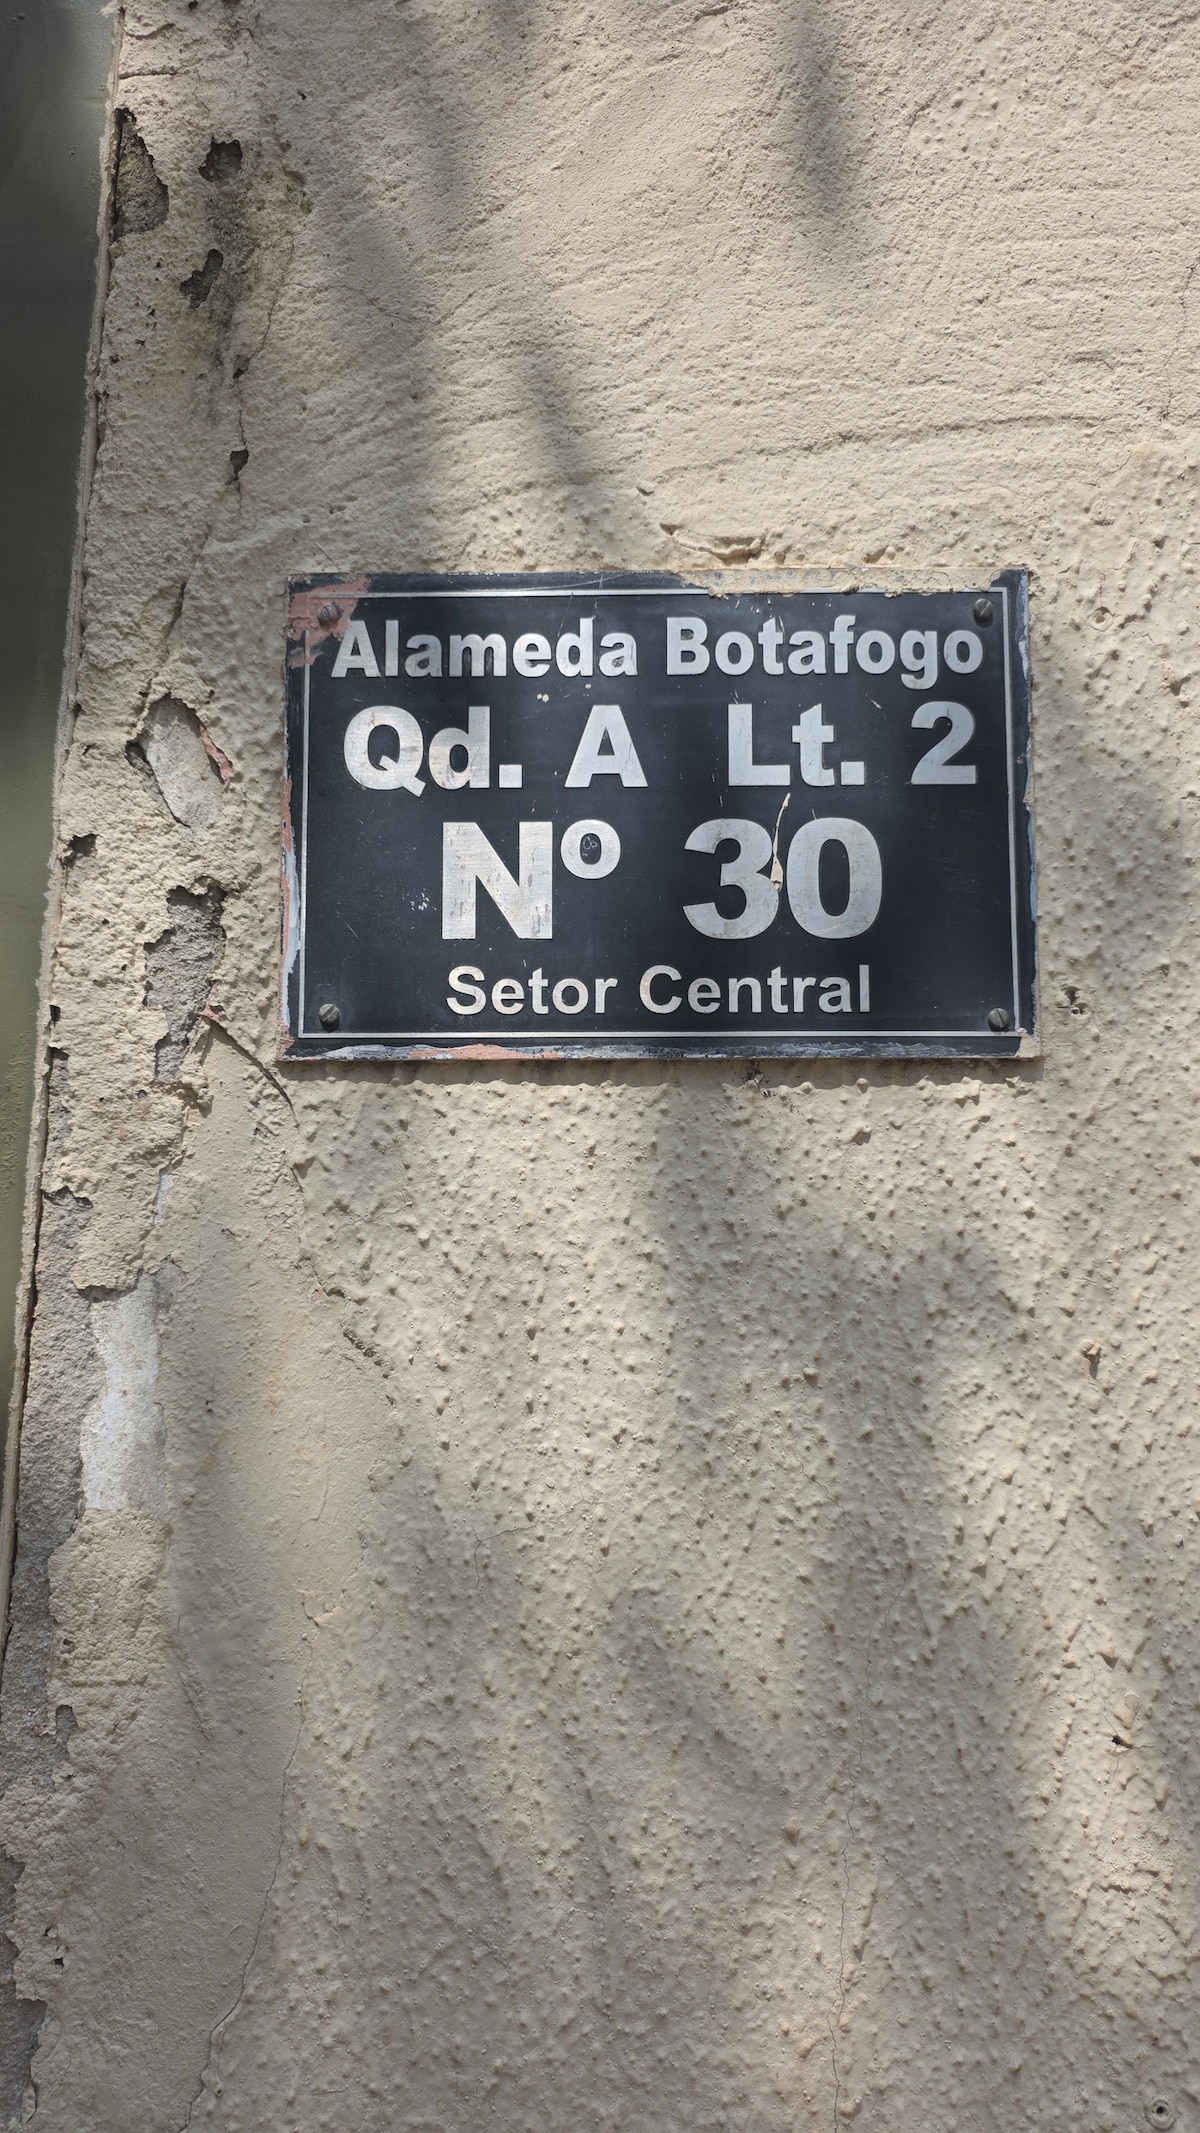 Alameda Botafogo
Qd. A Lt. 2
Nº 30
Setor Central